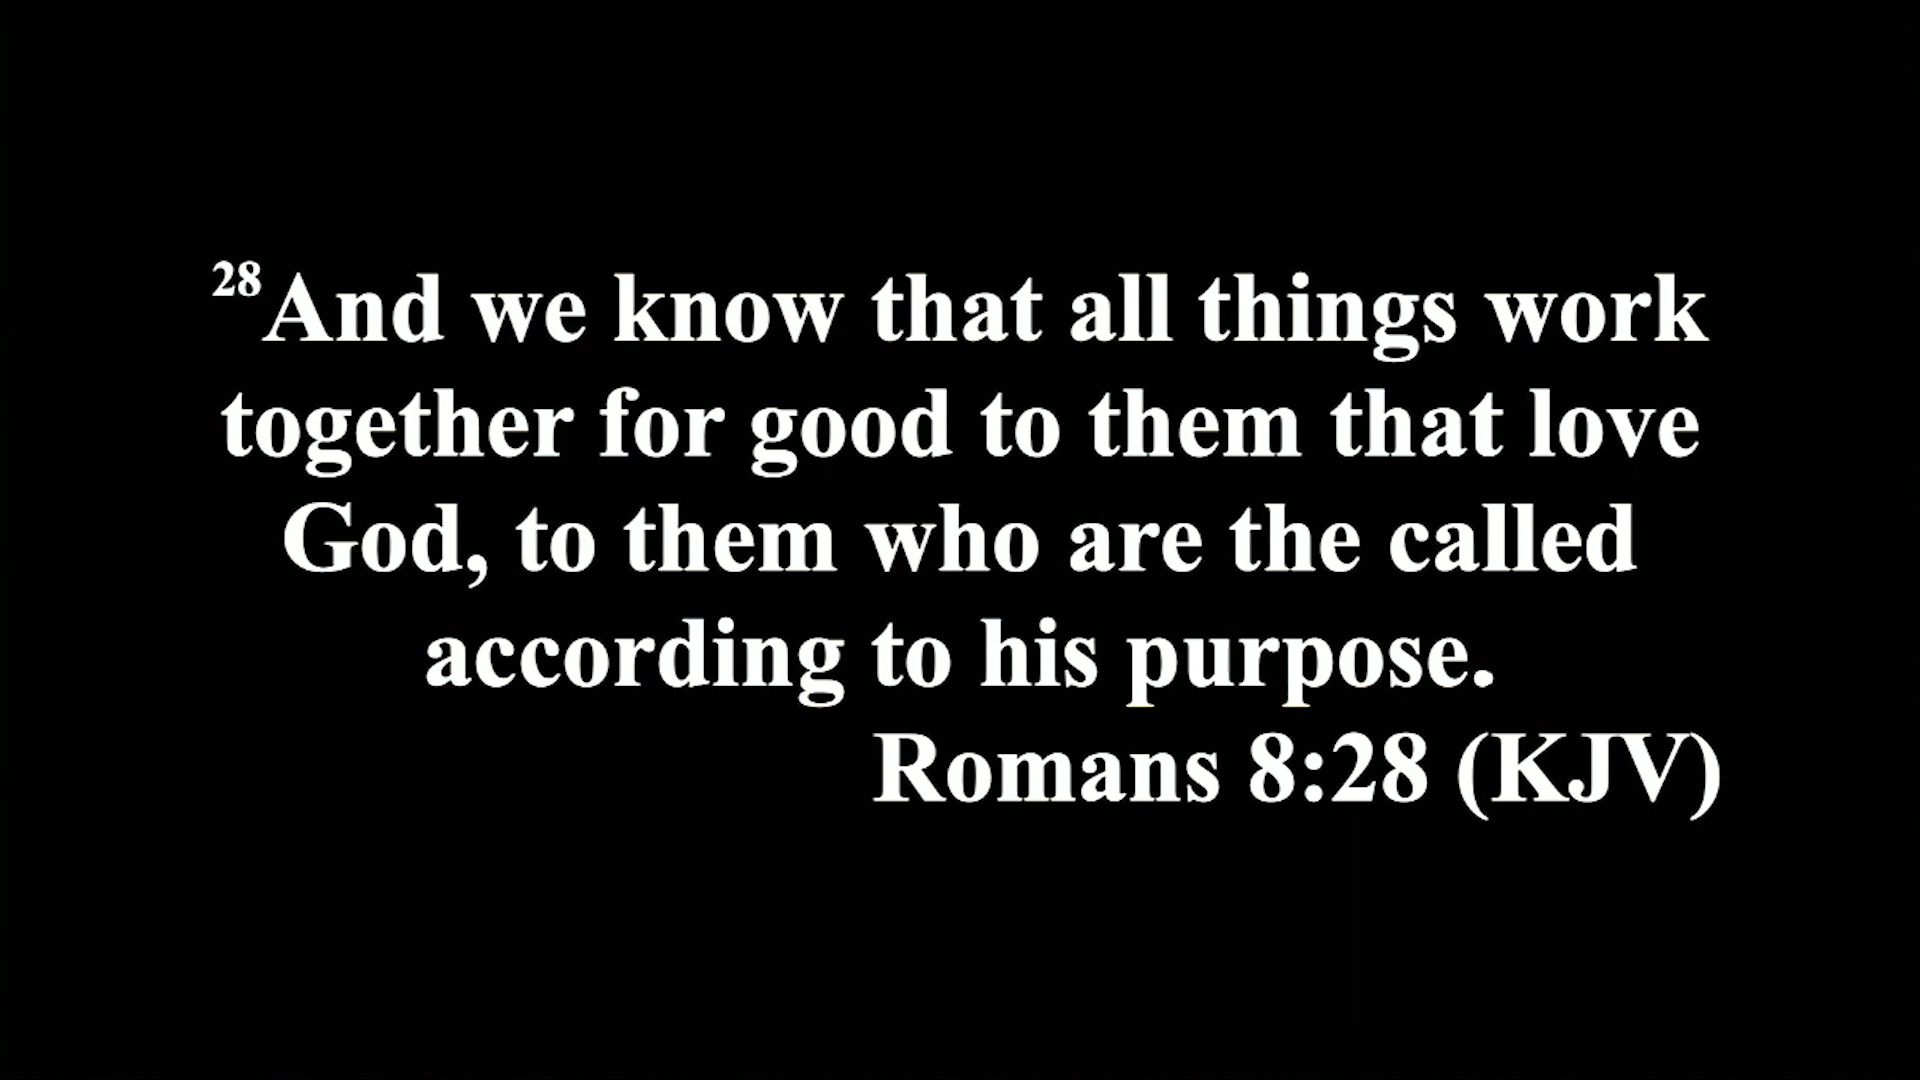 28And we know that all things work
together for good to them that love
God, to them who are the called
according to his purpose.
Romans 8:28 (KJV)